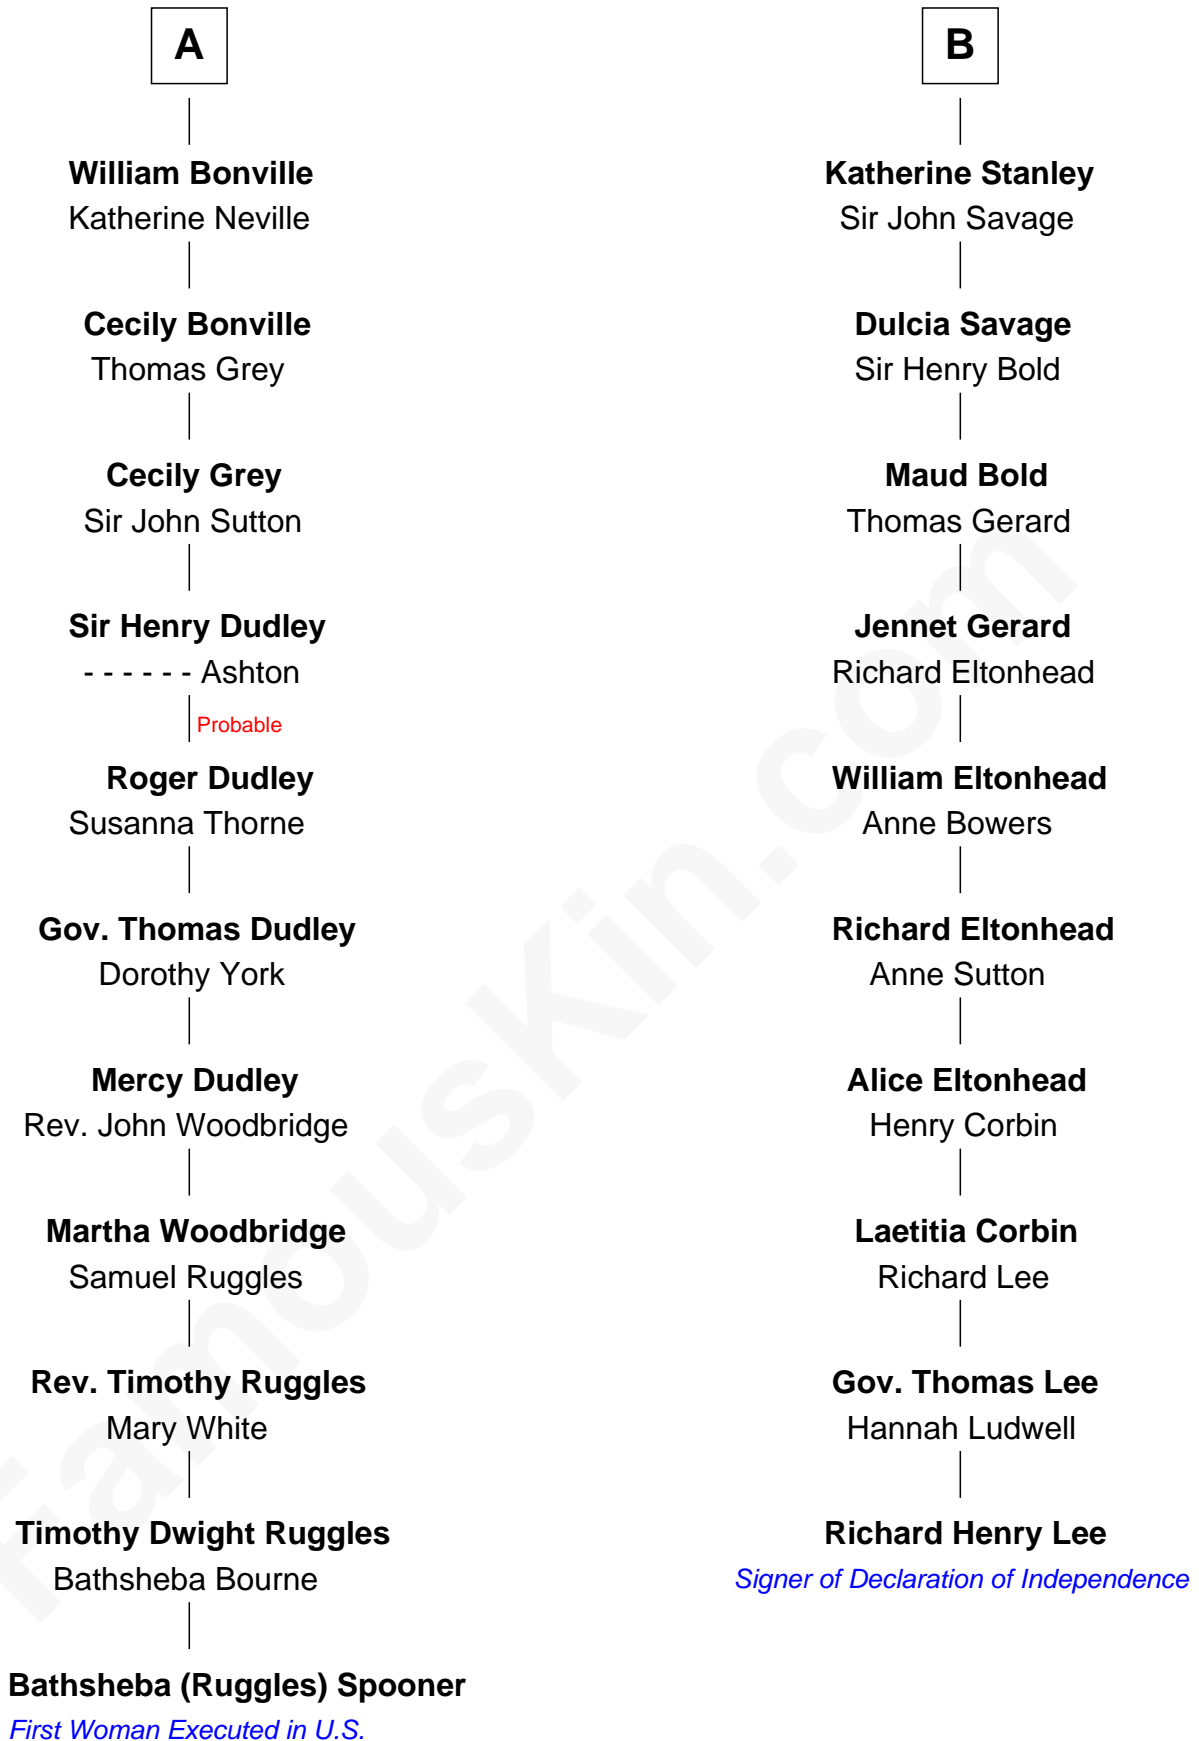 A
William Bonville
Katherine Neville
Cecily Bonville
Thomas Grey
Cecily Grey
Sir John Sutton
Sir Henry Dudley
- - - - - - Ashton
Probable
Roger Dudley
Susanna Thorne
Gov. Thomas Dudley
Dorothy York
Mercy Dudley
Rev. John Woodbridge
Martha Woodbridge
Samuel Ruggles
Rev. Timothy Ruggles
Mary White
Timothy Dwight Ruggles
Bathsheba Bourne
Bathsheba (Ruggles) Spooner
First Woman Executed in U.S.
B
Katherine Stanley
Sir John Savage
Dulcia Savage
Sir Henry Bold
Maud Bold
Thomas Gerard
Jennet Gerard
Richard Eltonhead
William Eltonhead
Anne Bowers
Richard Eltonhead
Anne Sutton
Alice Eltonhead
Henry Corbin
Laetitia Corbin
Richard Lee
Gov. Thomas Lee
Hannah Ludwell
Richard Henry Lee
Signer of Declaration of Independence
FamousKin.com